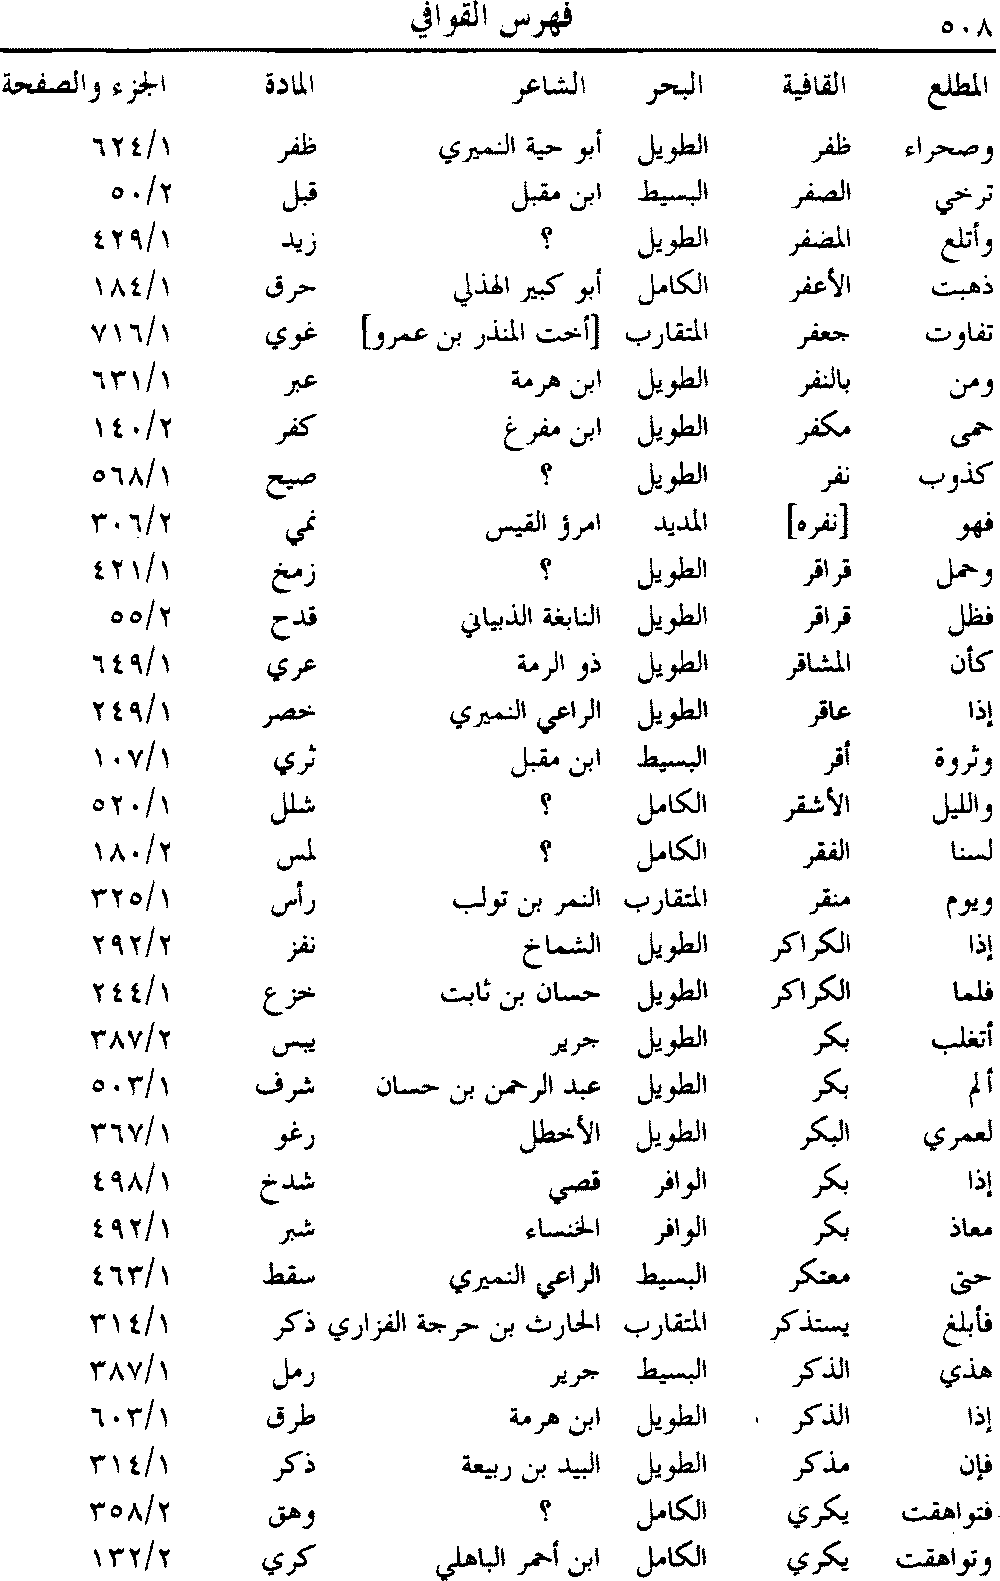 ٥٠٨ فهرس القوافي
المطلع القافية البحر الشاعر المادة الجزء والصفحة
وصحراء ظفر الطويل أبو حية النميري ظفر ٦٢٤/١
ترخي الصفر البسيط ابن مقبل قبل ٥٠/٢
وأتلع المضفر الطويل ؟ زيد ٤٢٩/١
ذهبت الأعفر الكامل أبو كبير الهذلي حرق ١٨٤/١
تفاوت جعفر المتقارب [أخت المنذر بن عمرو] غوي ٧١٦/١
ومن بالنفر الطويل ابن هرمة عبر ٦٣١/١
حمى مكفر الطويل ابن مفرغ كفر ١٤٠/٢
كذوب نفر الطويل ؟ صيح ٥٦٨/١
فهو [نفره] المديد امرؤ القيس نمي ٣٠٦/٢
وحمل قراقر الطويل ؟ زمخ ٤٢١/١
فظل قراقر الطويل النابغة الذبياني قدح ٥٥/٢
كأن المشاقر الطويل ذو الرمة عري ٦٤٩/١
إذا عاقر الطويل الراعي النميري خصر ٢٤٩/١
وثروة أقر البسيط ابن مقبل ثري ١٠٧/١
والليل الأشقر الكامل ؟ شلل ٥٢٠/١
لسنا الفقر الكامل ؟ لمس ١٨٠/٢
ويوم منقر المتقارب النمر بن تولب رأس ٣٢٥/١
إذا الكراكر الطويل الشماخ نفز ٢٩٢/٢
فلما الكراكر الطويل حسان بن ثابت خزع ٢٤٤/١
أتغلب بكر الطويل جرير يبس ٣٨٧/٢
ألم بكر الطويل عبد الرحمن بن حسان شرف ٥٠٣/١
لعمري البكر الطويل الأخطل رغو ٣٦٧/١
إذا بكر الوافر قصي شدخ ٤٩٨/١
معاذ بكر الوافر الخنساء شبر ٤٩٢/١
حتى معتكر البسيط الراعي النميري سقط ٤٦٣/١
فأبلغ يستذكر المتقارب الحارث بن حرجة الفزاري ذكر ٣١٤/١
هذي الذكر البسيط جرير رمل ٣٨٧/١
إذا الذكر الطويل ابن هرمة طرق ٦٠٣/١
فإن مذكر الطويل البيد بن ربيعة ذكر ٣١٤/١
فتواهقت يكري الكامل ؟ وهق ٣٥٨/٢
وتواهقت يكري الكامل ابن أحمر الباهلي كري ١٣٢/٢